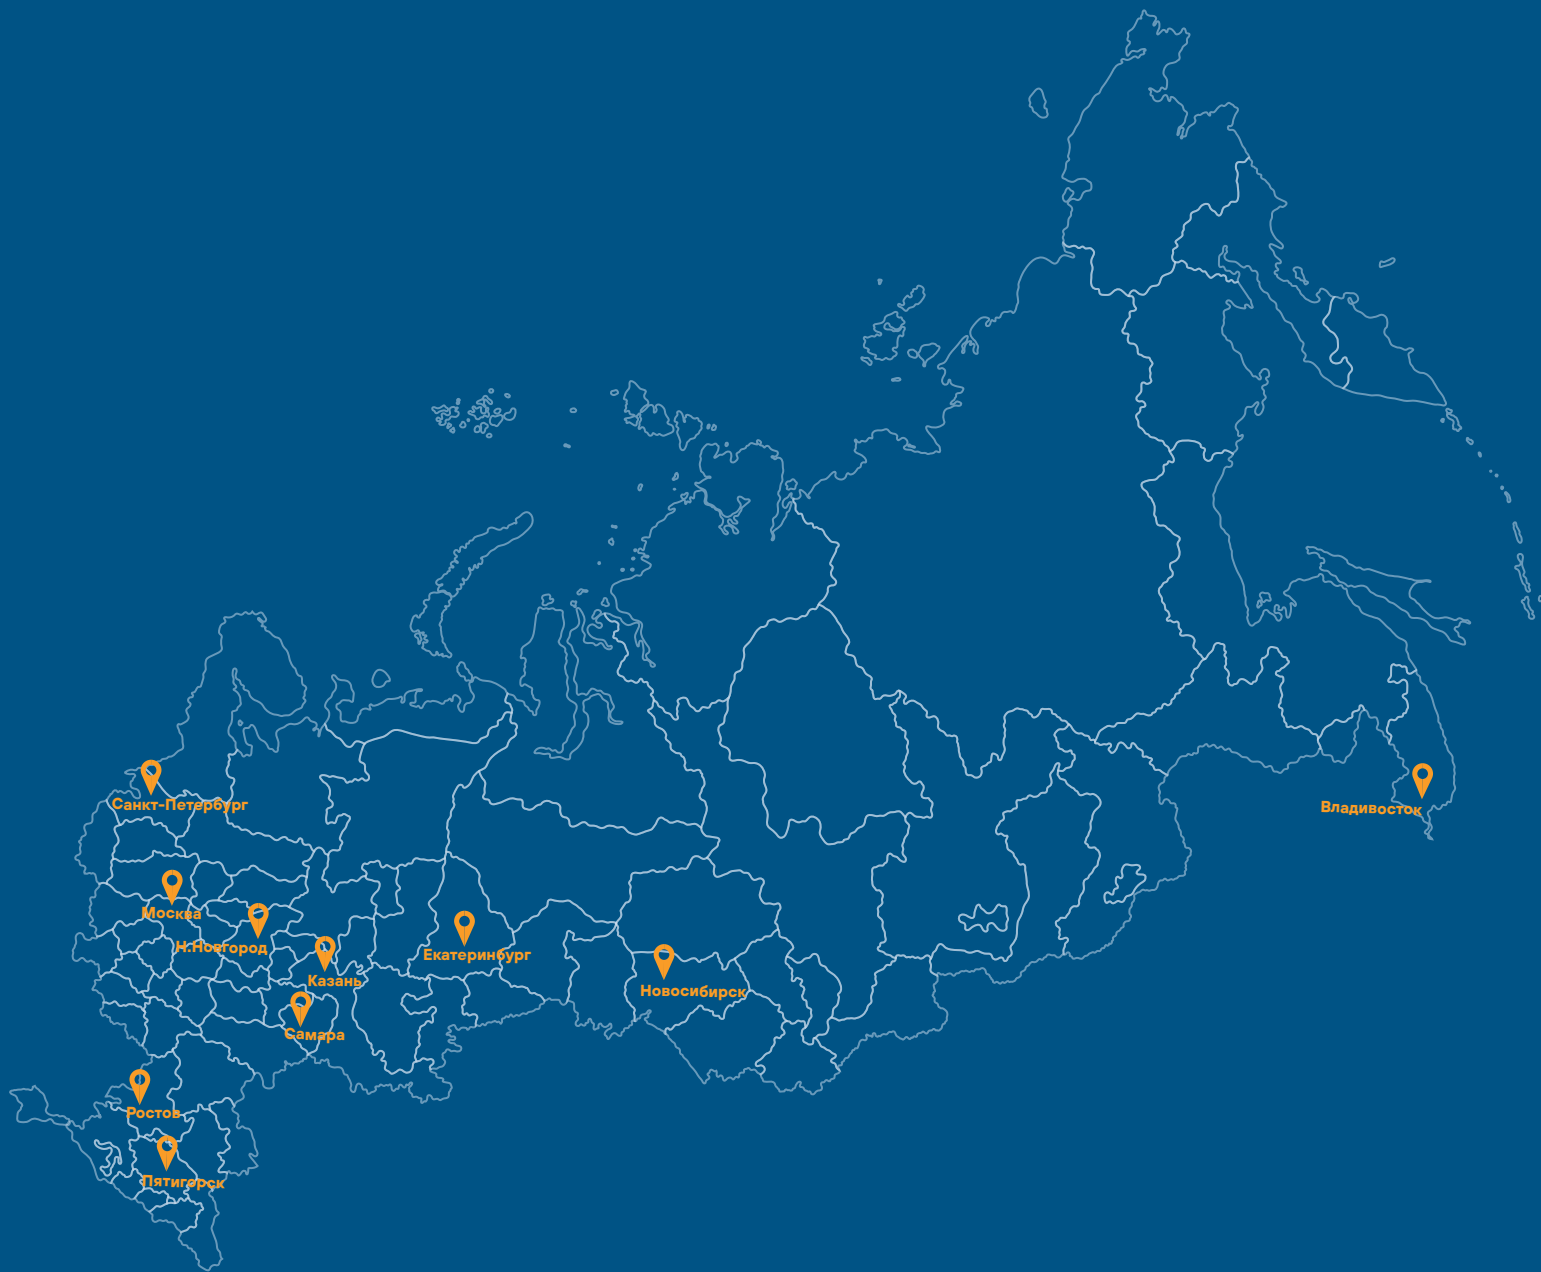 Санкт-Петербург
Владивосток
Москва
Н.Новгород
Екатеринбург
Казань
Новосибирск
Самара
Ростов
Пятигорск